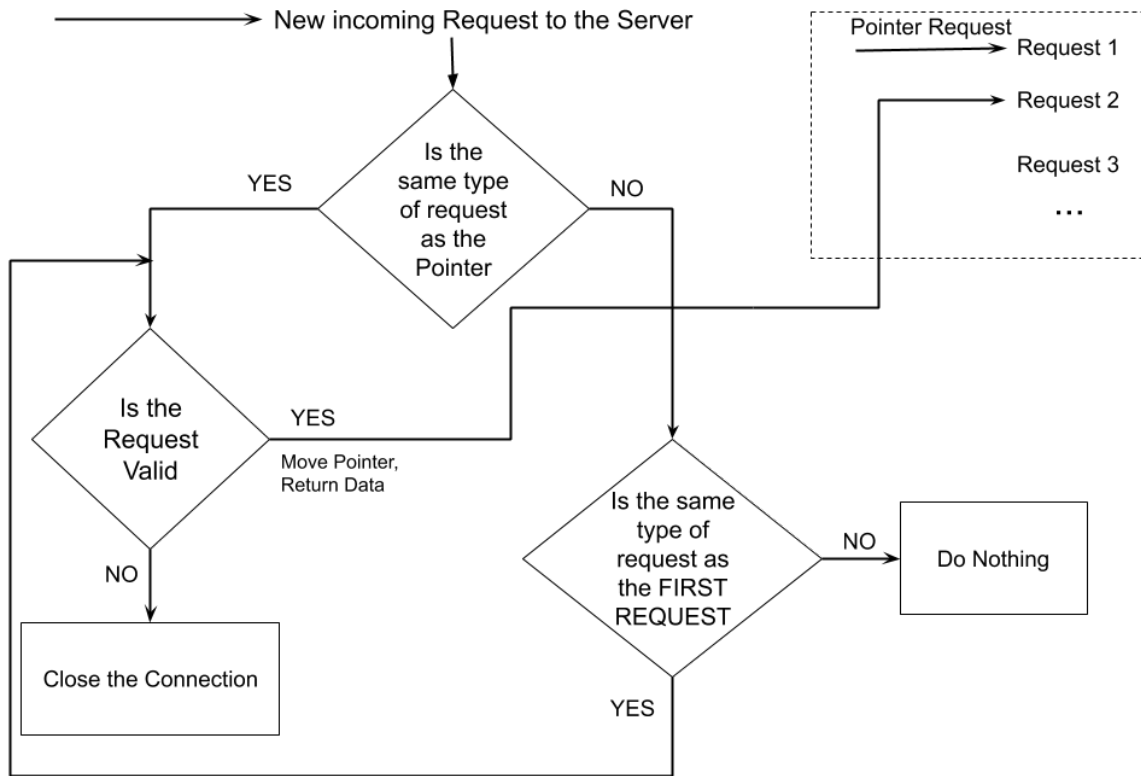 New incoming Request to the Server
Pointer Request
Request 1
Request 2
Request 3
...
Is the
same type
of request
as the
Pointer
YES
NO
Is the
Request
Valid
YES
Move Pointer,
Return Data
NO
Close the Connection
Is the same
type of
request as
the FIRST
REQUEST
NO
Do Nothing
YES